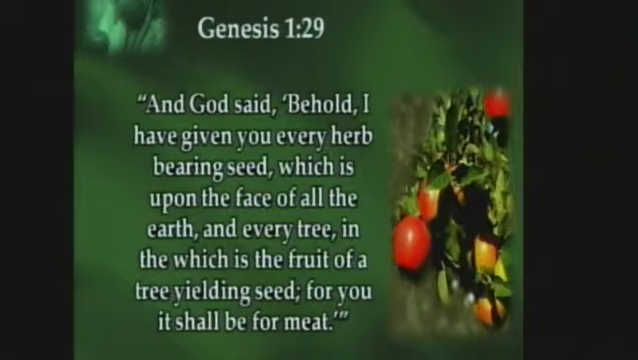 Genesis 1:29
“And God said, ‘Behold, I
have given you every herb
bearing seed, which is
upon the face of all the
earth, and every tree, in
the which is the fruit of a
tree yielding seed; for you
it shall be for meat.’”